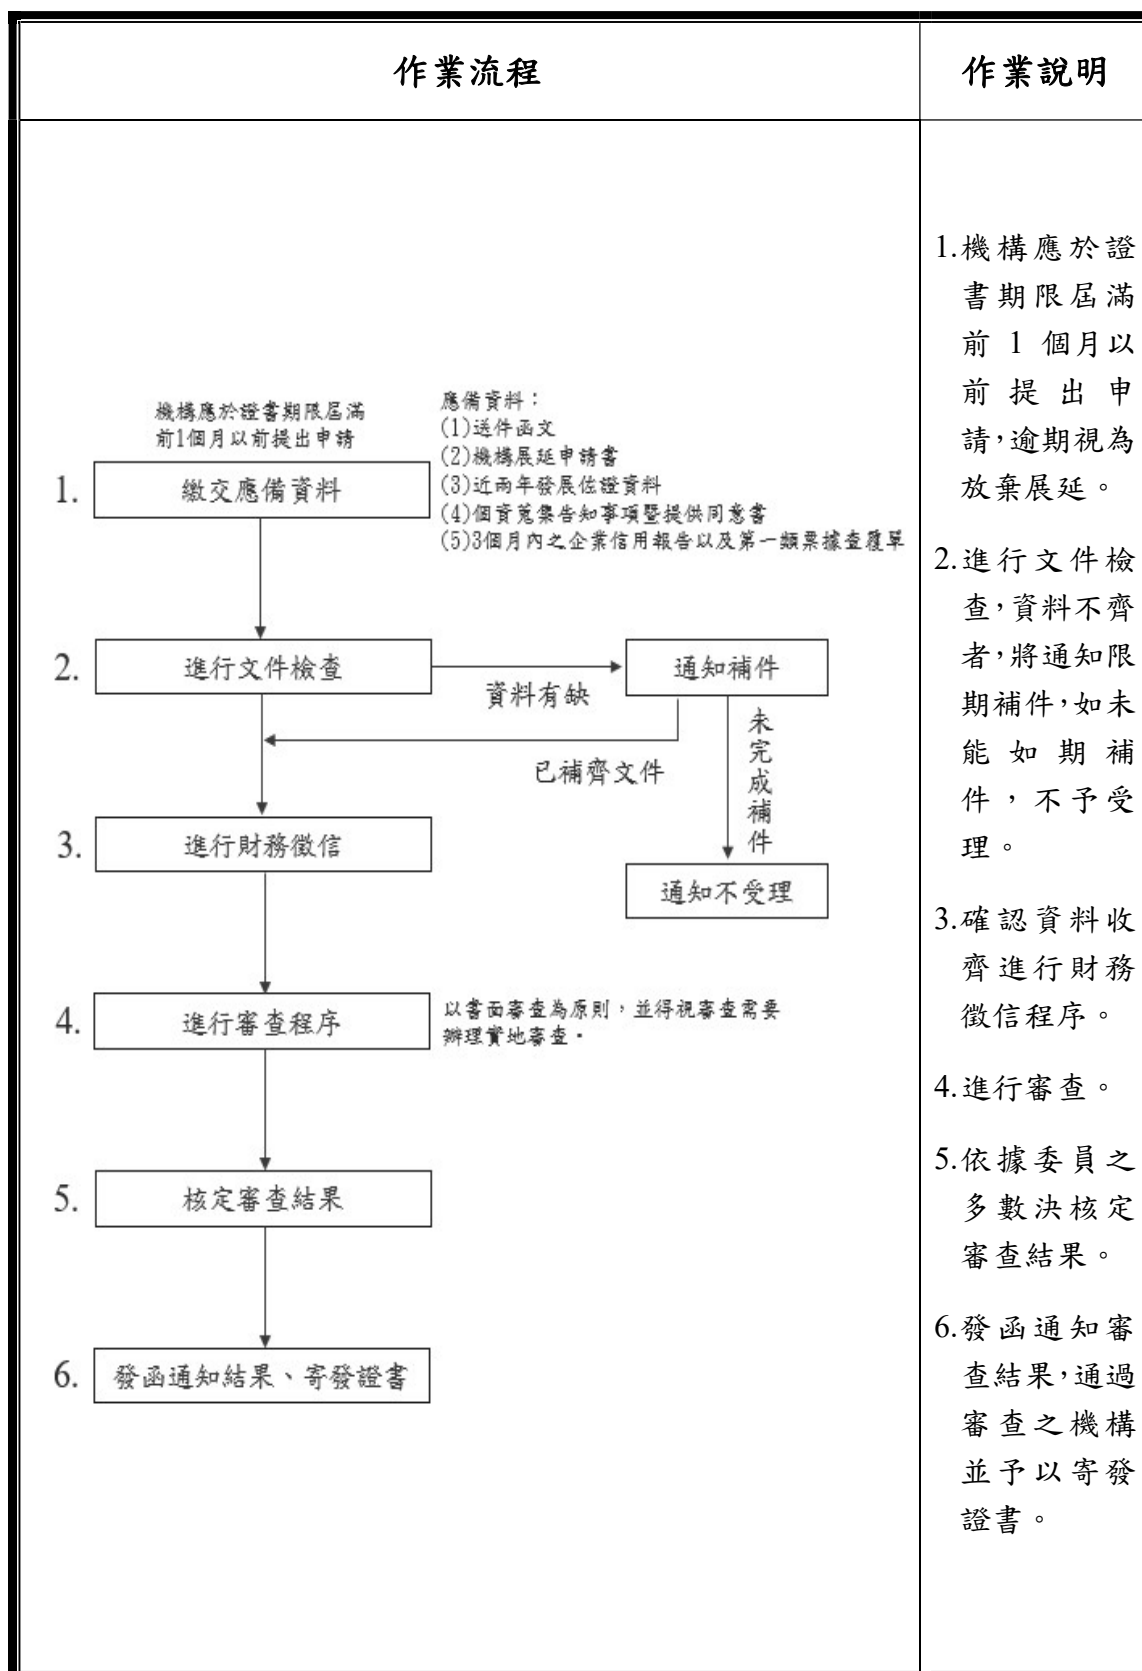 作業流程
作業說明
機構應於證書期限屆滿
前1個月以前提出申請
應備資料：
(1)送件函文
(2)機構展延申請書
(3)近兩年發展佐證資料
(4)個資蒐集告知事項暨提供同意書
(5)3個月內之企業信用報告以及第一類票據查覆單
1.
繳交應備資料
2.
進行文件檢查
資料有缺
通知補件
已補齊文件
未完成補件
通知不受理
3.
進行財務徵信
4.
進行審查程序
以書面審查為原則，並得視審查需要
辦理實地審查。
5.
核定審查結果
6.
發函通知結果、寄發證書
1.機構應於證
書期限屆滿
前 1 個月以
前提出申
請，逾期視為
放棄展延。
2.進行文件檢
查，資料不齊
者，將通知限
期補件，如未
能如期補
件，不予受
理。
3.確認資料收
齊進行財務
徵信程序。
4.進行審查。
5.依據委員之
多數決核定
審查結果。
6.發函通知審
查結果，通過
審查之機構
並予以寄發
證書。